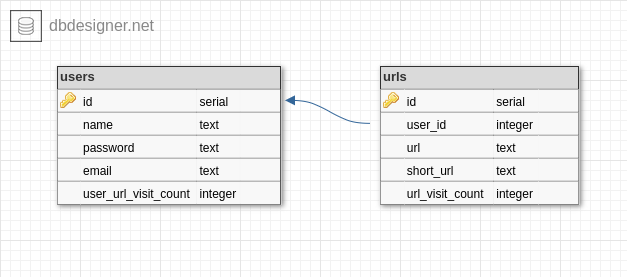 dbdesigner.net
users
id serial
name text
password text
email text
user_url_visit_count integer
urls
id serial
user_id integer
url text
short_url text
url_visit_count integer